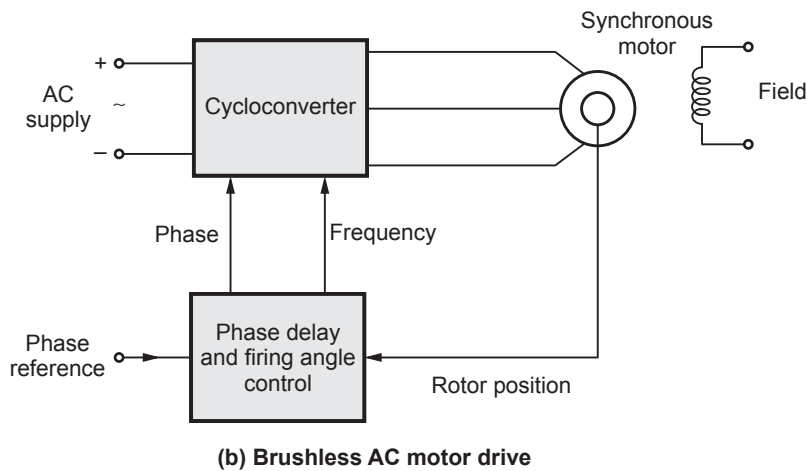 Synchronous
motor
+
AC
~
supply
−
Cycloconverter
Field
Phase
Frequency
Phase
reference
Phase delay
and firing angle
control
Rotor position
(b) Brushless AC motor drive